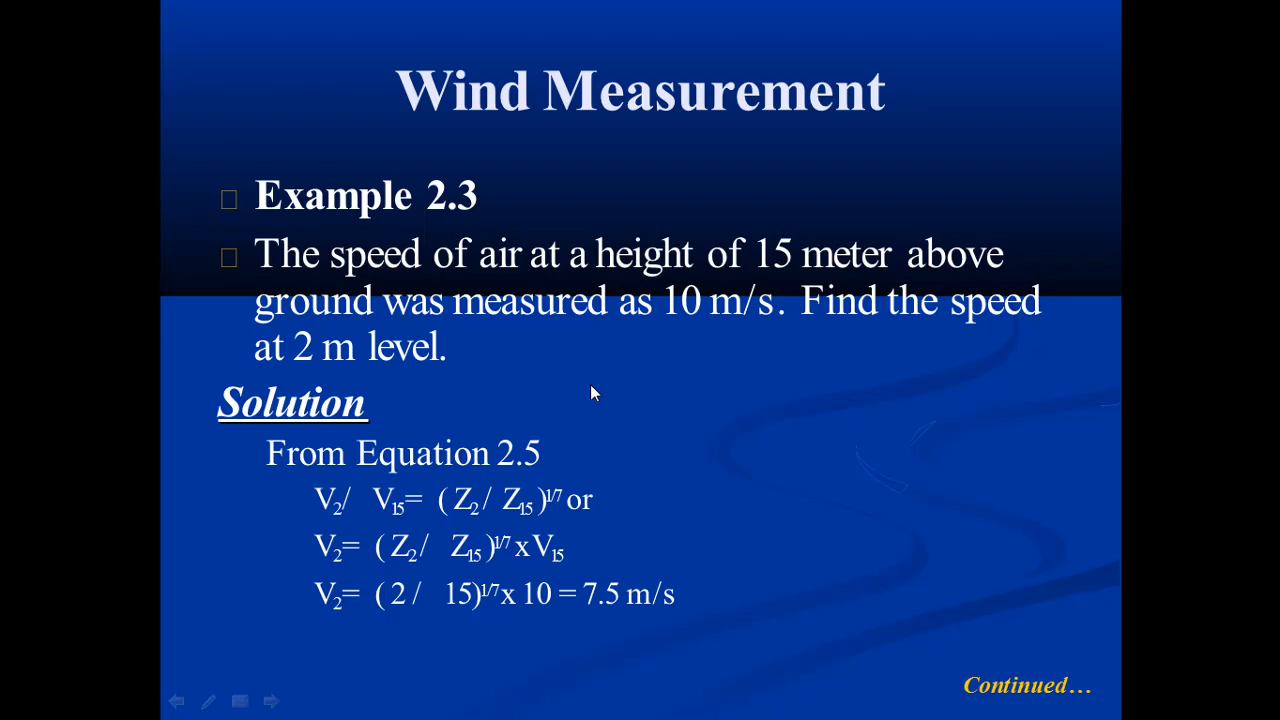 Wind Measurement
Example 2.3
The speed of air at a height of 15 meter above
ground was measured as 10 m/s. Find the speed
at 2 m level.
Solution
From Equation 2.5
V₂/ V₁₅= ( Z₂ / Z₁₅ )¹/⁷ or
V₂= ( Z₂ / Z₁₅ )¹/⁷ x V₁₅
V₂= ( 2 / 15)¹/⁷ x 10 = 7.5 m/s
Continued…